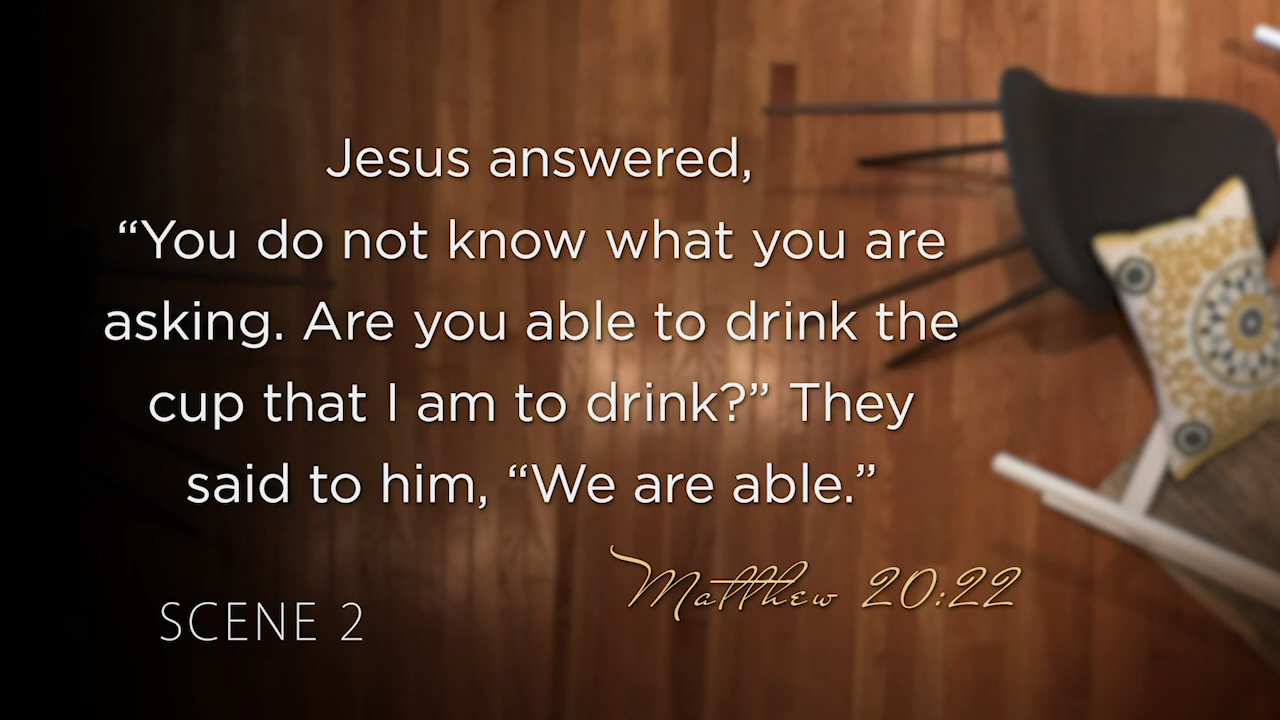 Jesus answered,
“You do not know what you are
asking. Are you able to drink the
cup that I am to drink?” They
said to him, “We are able.”
Matthew 20:22
SCENE 2